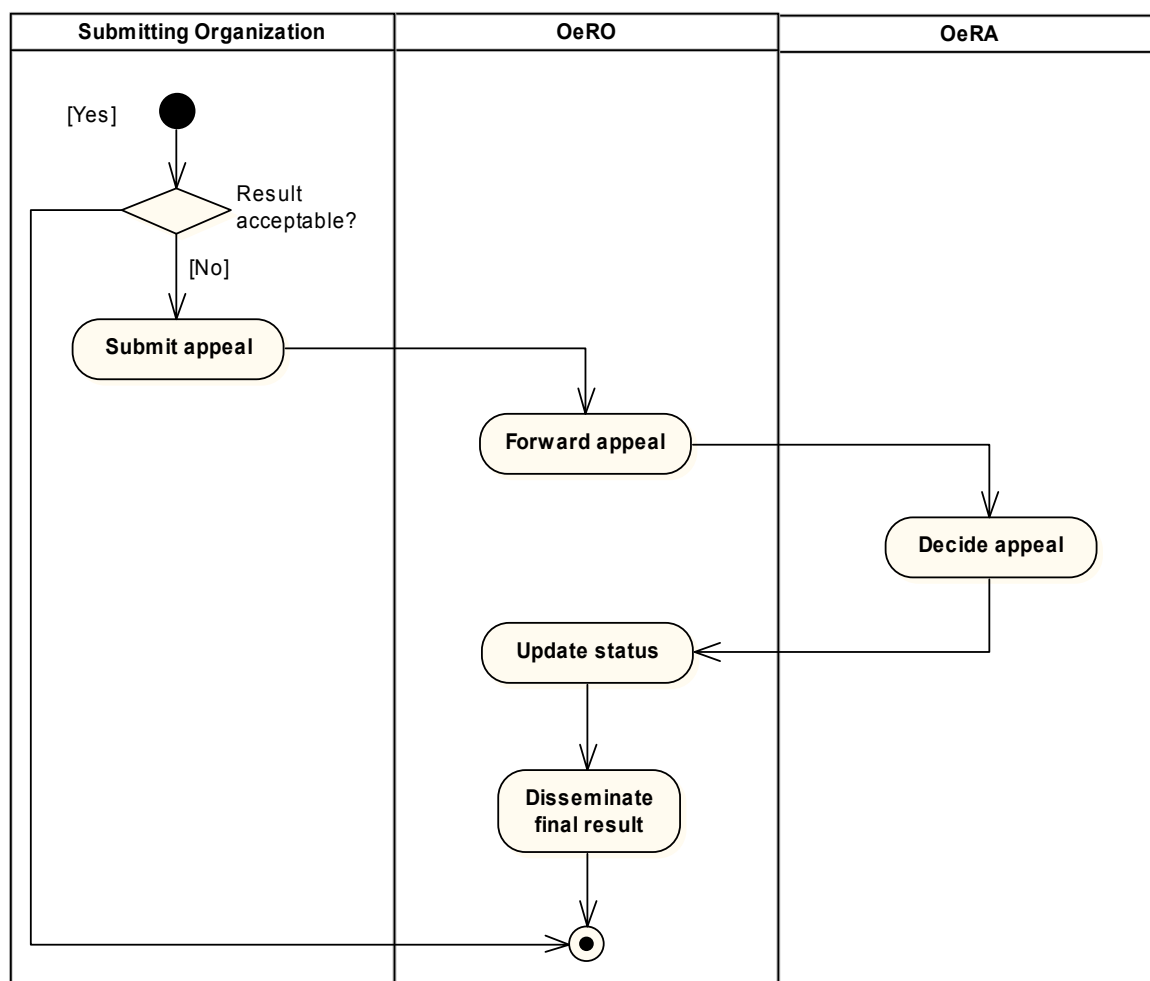 Submitting Organization
OeRO
OeRA
[Yes]
Result
acceptable?
[No]
Submit appeal
Forward appeal
Decide appeal
Update status
Disseminate
final result